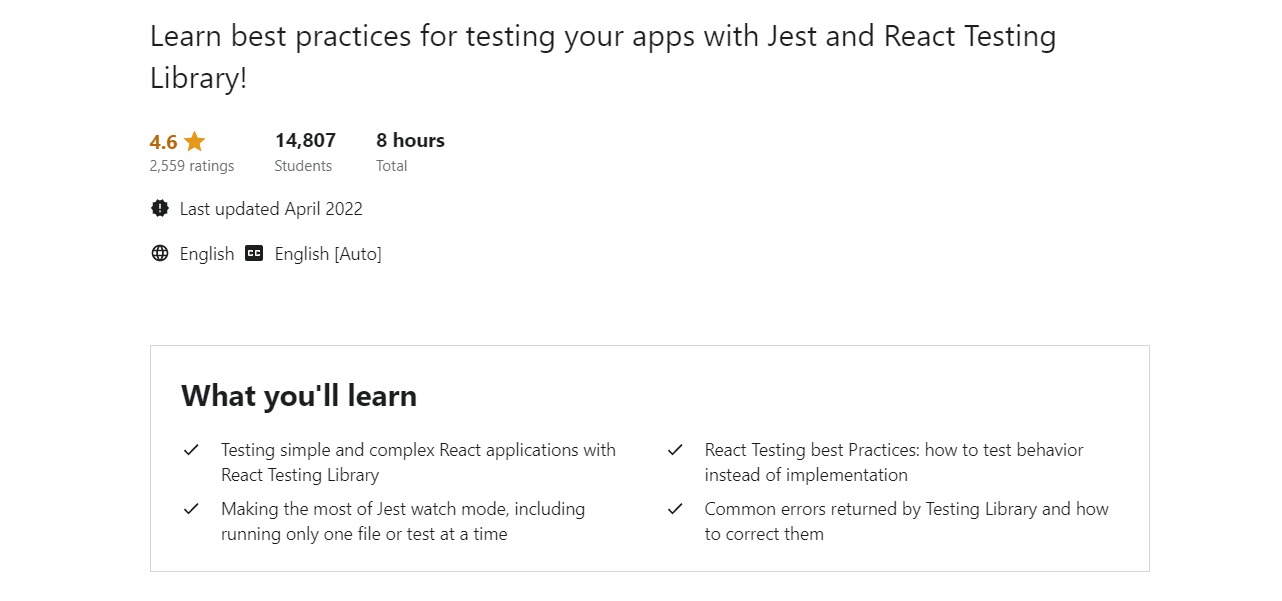 Learn best practices for testing your apps with Jest and React Testing
Library!
4.6
14,807
8 hours
2,559 ratings
Students
Total
Last updated April 2022
English
CC
English [Auto]
What you'll learn
Testing simple and complex React applications with
React Testing Library
React Testing best Practices: how to test behavior
instead of implementation
Making the most of Jest watch mode, including
running only one file or test at a time
Common errors returned by Testing Library and how
to correct them